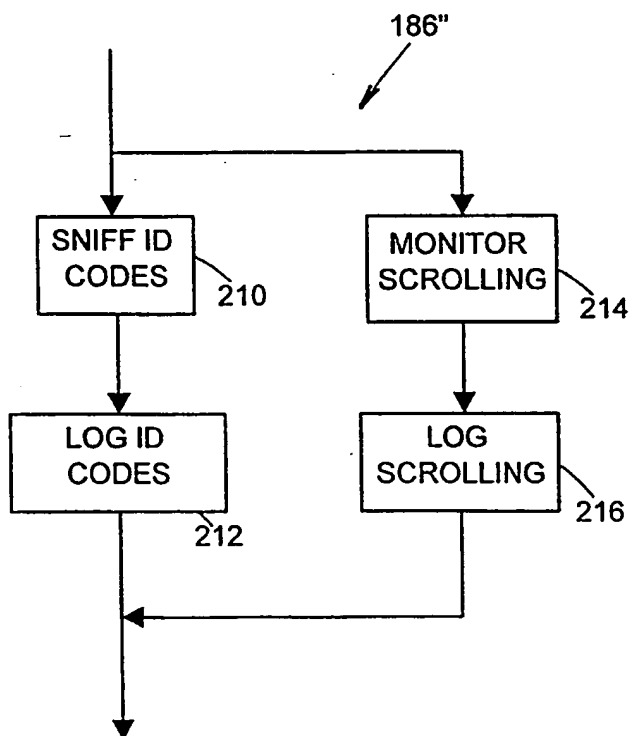 186"
SNIFF ID
CODES
210
MONITOR
SCROLLING
214
LOG ID
CODES
212
LOG
SCROLLING
216